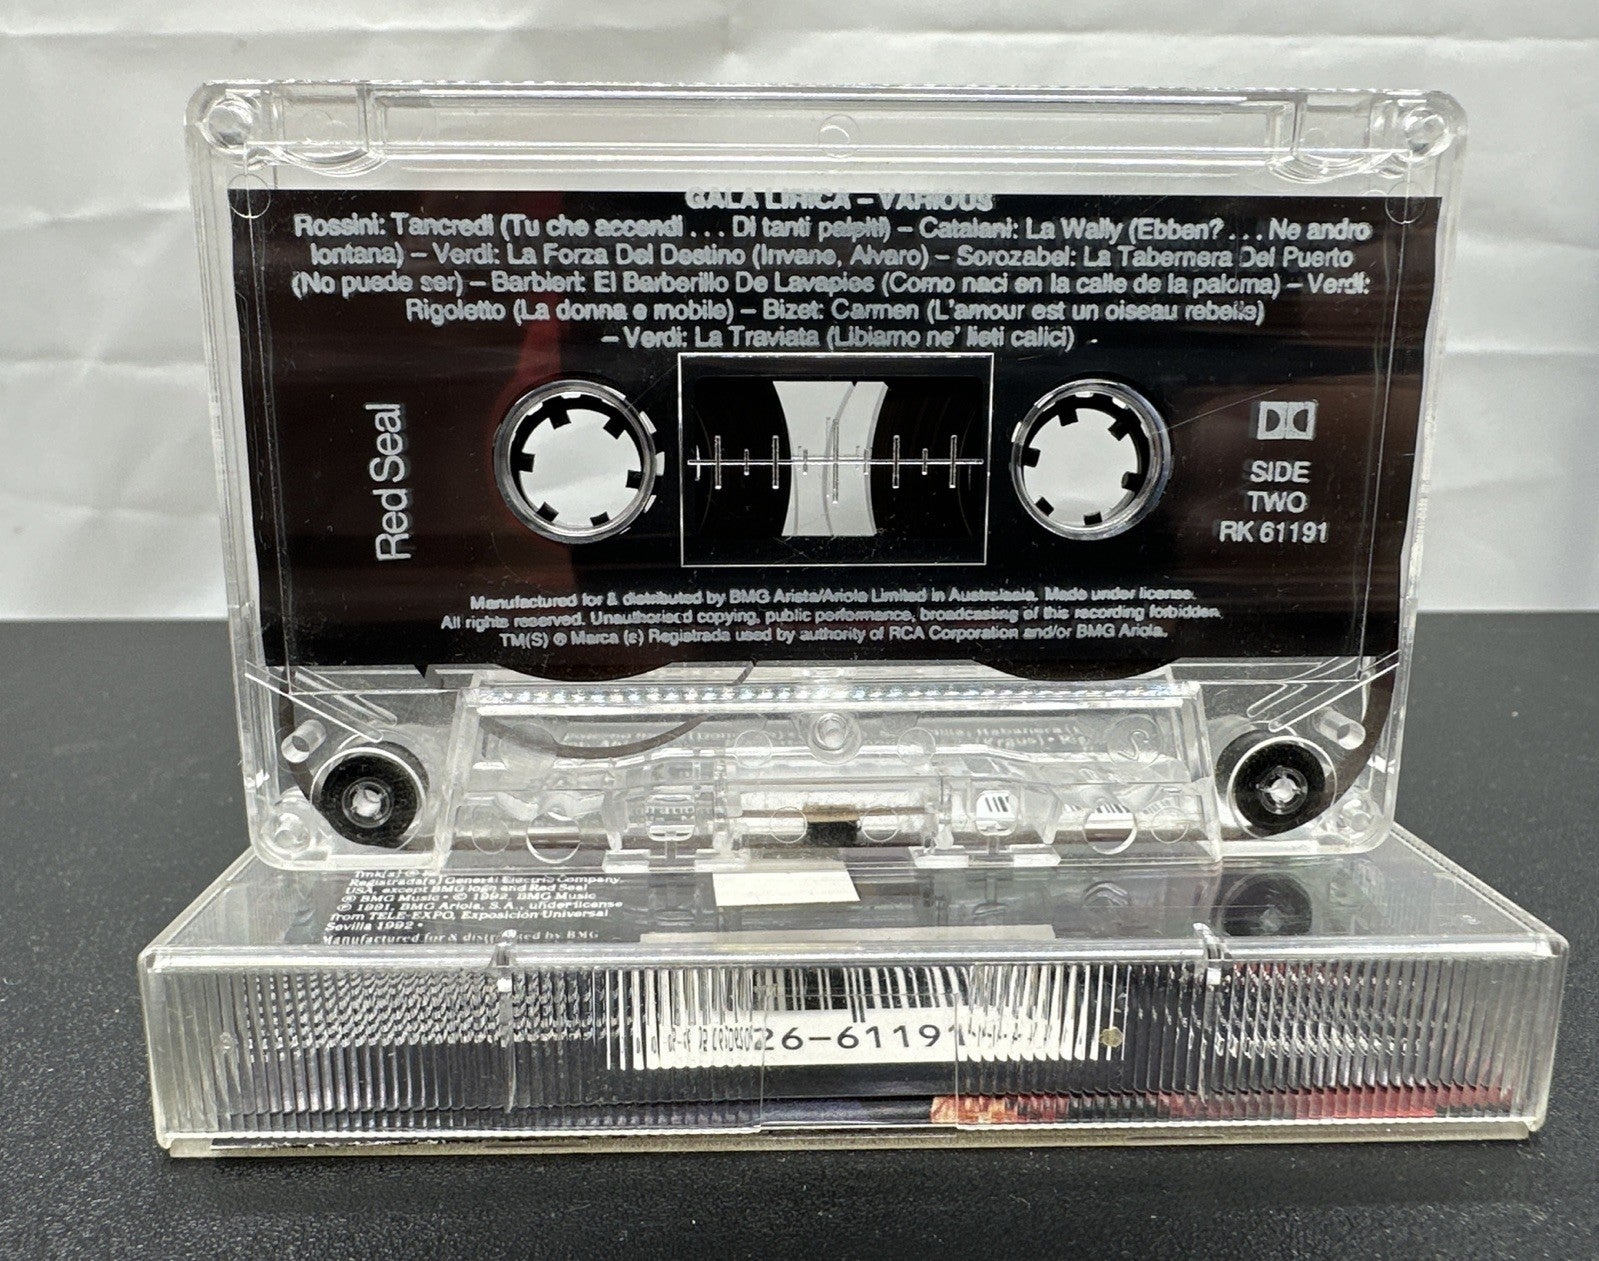 GALA LIRICA – VARIOUS
Rossini: Tancredi (Tu che accendi . . . Di tanti palpiti) – Catalani: La Wally (Ebben? . . . Ne andro
lontana) – Verdi: La Forza Del Destino (Invano, Alvaro) – Sorozabel: La Tabernera Del Puerto
(No puede ser) – Barbieri: El Barberillo De Lavapies (Como naci en la calle de la paloma) – Verdi:
Rigoletto (La donna e mobile) – Bizet: Carmen (L'amour est un oiseau rebelle)
– Verdi: La Traviata (Libiamo ne' lieti calici)
Red Seal
SIDE
TWO
RK 61191
Manufactured for & distributed by BMG Arista/Ariola Limited in Australasia. Made under license.
All rights reserved. Unauthorised copying, public performance, broadcasting of this recording forbidden.
TM(S) ® Marca (s) Registrada used by authority of RCA Corporation and/or BMG Ariola.
Tmk(s) ®
Registrada(s) General Electric Company,
USA, except BMG logo and Red Seal
® BMG Music • © 1992, BMG Music
℗ 1991, BMG Ariola, S.A., under license
from TELE-EXPO, Exposición Universal
Sevilla 1992 •
Manufactured for & distributed by BMG
26-61191